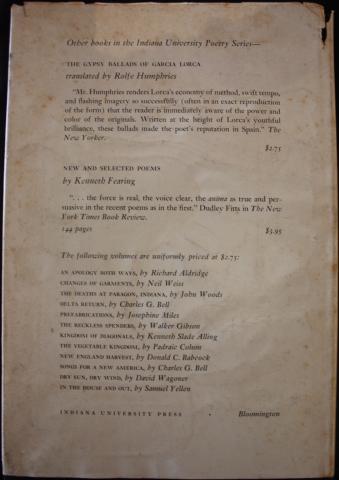 Other books in the Indiana University Poetry Series—
THE GYPSY BALLADS OF GARCIA LORCA
translated by Rolfe Humphries
"Mr. Humphries renders Lorca's economy of method, swift tempo,
and flashing imagery so successfully (often in an exact reproduction
of the form) that the reader is immediately aware of the power and
color of the originals. Written at the height of Lorca's youthful
brilliance, these ballads made the poet's reputation in Spain." The
New Yorker.
$2.75
NEW AND SELECTED POEMS
by Kenneth Fearing
". . . the force is real, the voice clear, the anima as true and per-
suasive in the recent poems as in the first." Dudley Fitts in The New
York Times Book Review.
144 pages
$3.95
The following volumes are uniformly priced at $2.75:
AN APOLOGY BOTH WAYS, by Richard Aldridge
CHANGES OF GARMENTS, by Neil Weiss
THE DEATHS AT PARAGON, INDIANA, by John Woods
DELTA RETURN, by Charles G. Bell
PREFABRICATIONS, by Josephine Miles
THE RECKLESS SPENDERS, by Walker Gibson
KINGDOM OF DIAGONALS, by Kenneth Slade Alling
THE VEGETABLE KINGDOM, by Padraic Colum
NEW ENGLAND HARVEST, by Donald C. Babcock
SONGS FOR A NEW AMERICA, by Charles G. Bell
DRY SUN, DRY WIND, by David Wagoner
IN THE HOUSE AND OUT, by Samuel Yellen
INDIANA UNIVERSITY PRESS
Bloomington